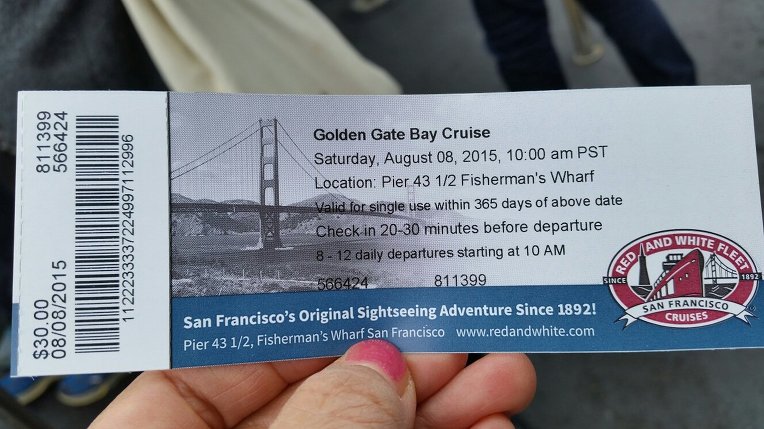 811399
566424
$30.00
08/08/2015
11222333372249971 12996
Golden Gate Bay Cruise
Saturday, August 08, 2015, 10:00 am PST
Location: Pier 43 1/2 Fisherman's Wharf
Valid for single use within 365 days of above date
Check in 20-30 minutes before departure
8 - 12 daily departures starting at 10 AM
566424 811399
San Francisco's Original Sightseeing Adventure Since 1892!
Pier 43 1/2, Fisherman's Wharf San Francisco www.redandwhite.com
RED AND WHITE FLEET
SINCE 1892
SAN FRANCISCO
CRUISES